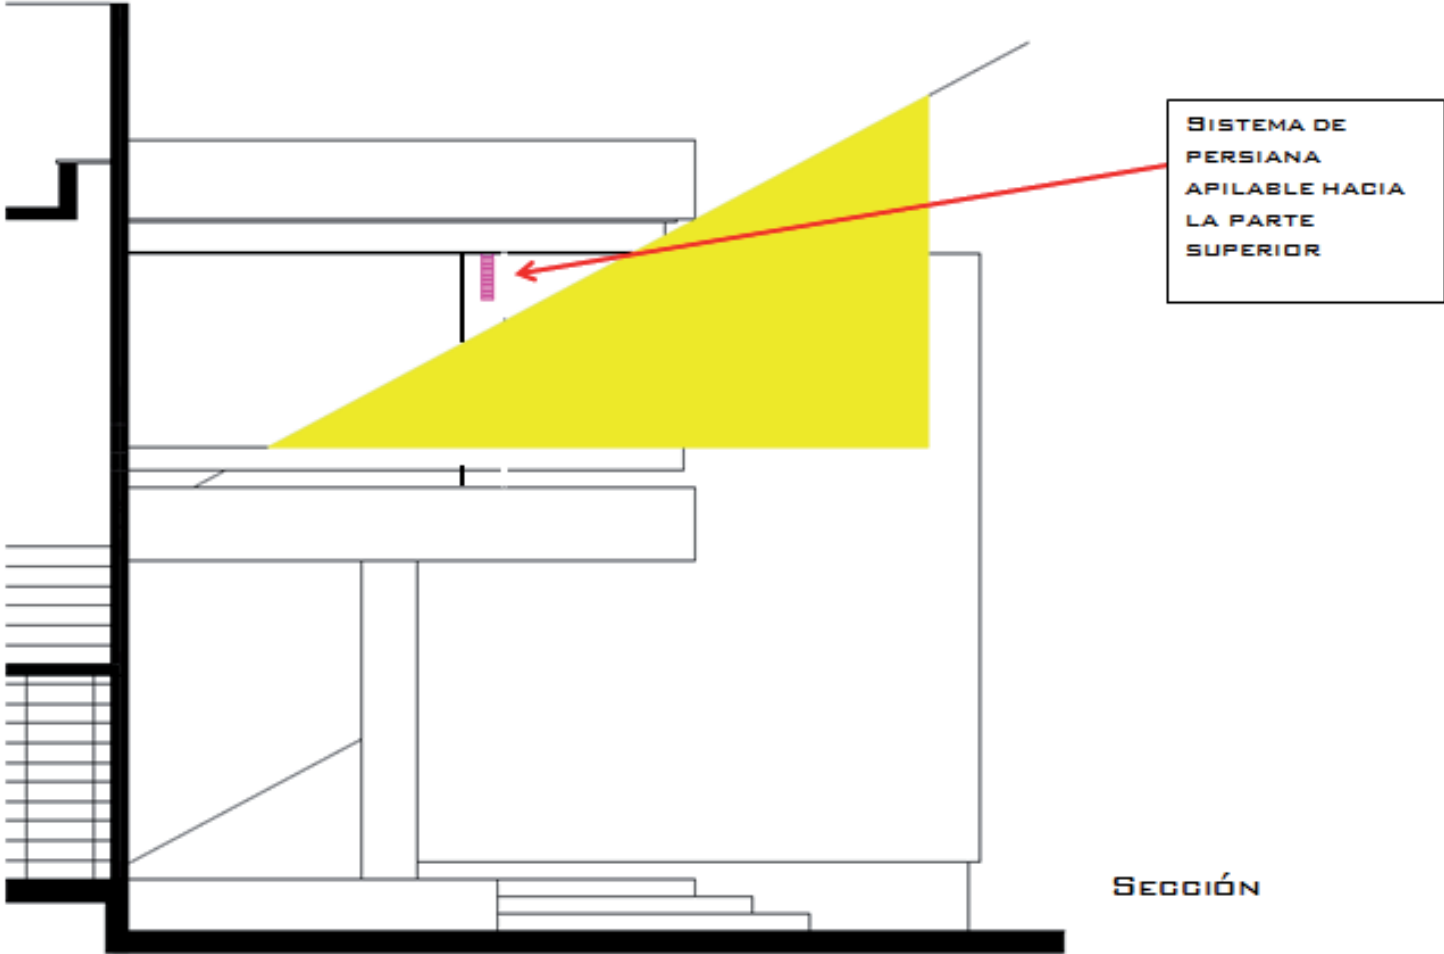 SISTEMA DE
PERSIANA
APILABLE HACIA
LA PARTE
SUPERIOR
SECCIÓN